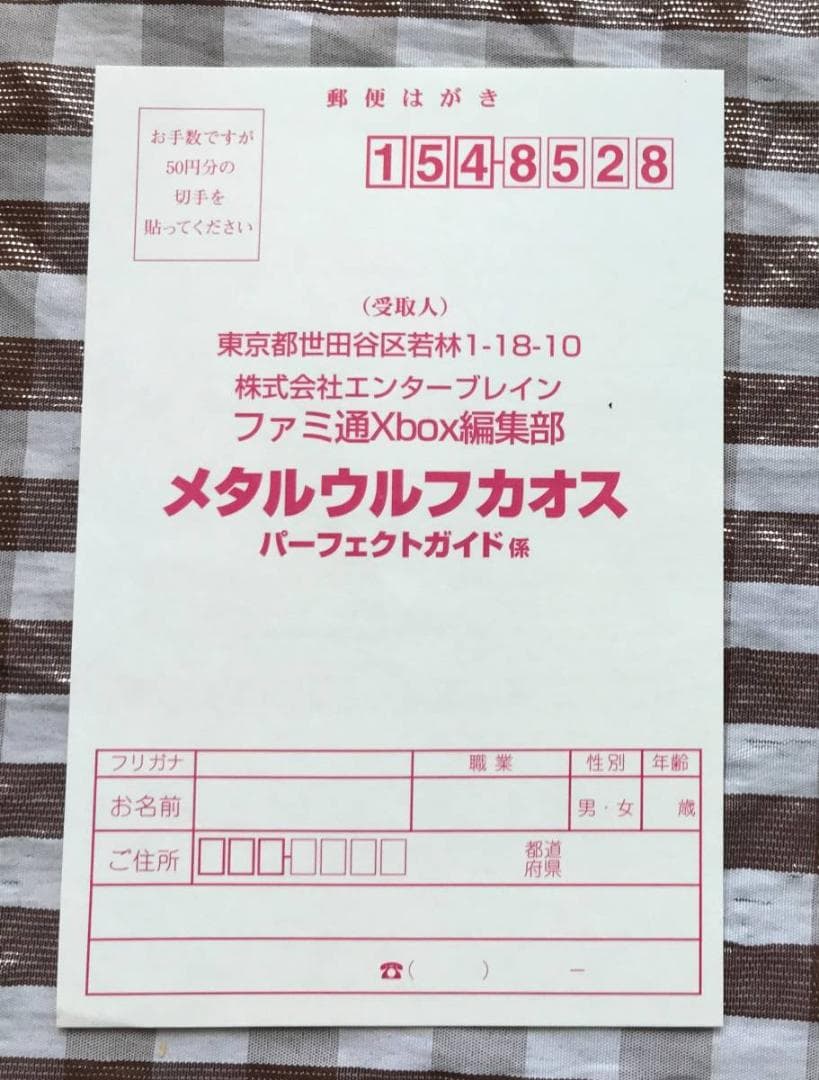 郵便はがき
お手数ですが
50円分の
切手を
貼ってください
154-8528
（受取人）
東京都世田谷区若林1-18-10
株式会社エンターブレイン
ファミ通Xbox編集部
メタルウルフカオス
パーフェクトガイド係
フリガナ 職業 性別 年齢
お名前 男・女 歳
ご住所 都道
府県
☎( ) －